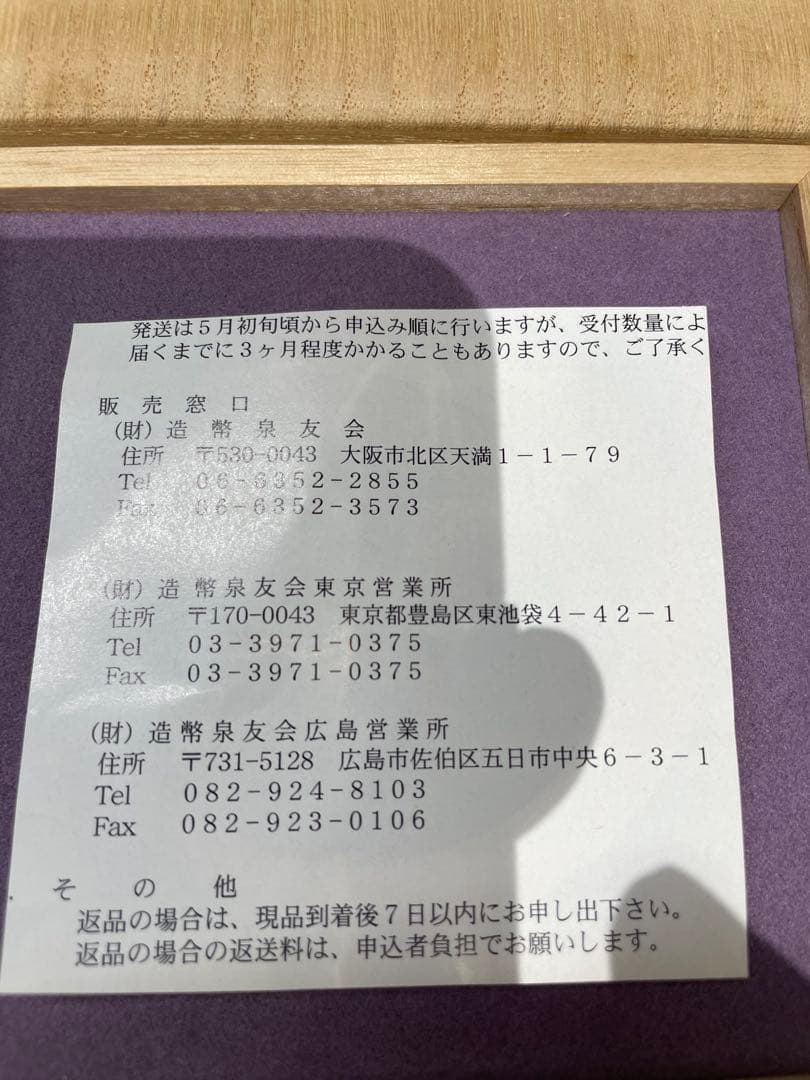 発送は５月初旬頃から申込み順に行いますが、受付数量によ
届くまでに３ヶ月程度かかることもありますので、ご了承く
販売窓口
(財)造幣泉友会
住所 〒530-0043 大阪市北区天満１－１－７９
Tel ０６-６３５２-２８５５
Fax ０６-６３５２-３５７３
(財)造幣泉友会東京営業所
住所 〒170-0043 東京都豊島区東池袋４－４２－１
Tel ０３-３９７１-０３７５
Fax ０３-３９７１-０３７５
(財)造幣泉友会広島営業所
住所 〒731-5128 広島市佐伯区五日市中央６－３－１
Tel ０８２-９２４-８１０３
Fax ０８２-９２３-０１０６
その他
返品の場合は、現品到着後７日以内にお申し出下さい。
返品の場合の返送料は、申込者負担でお願いします。